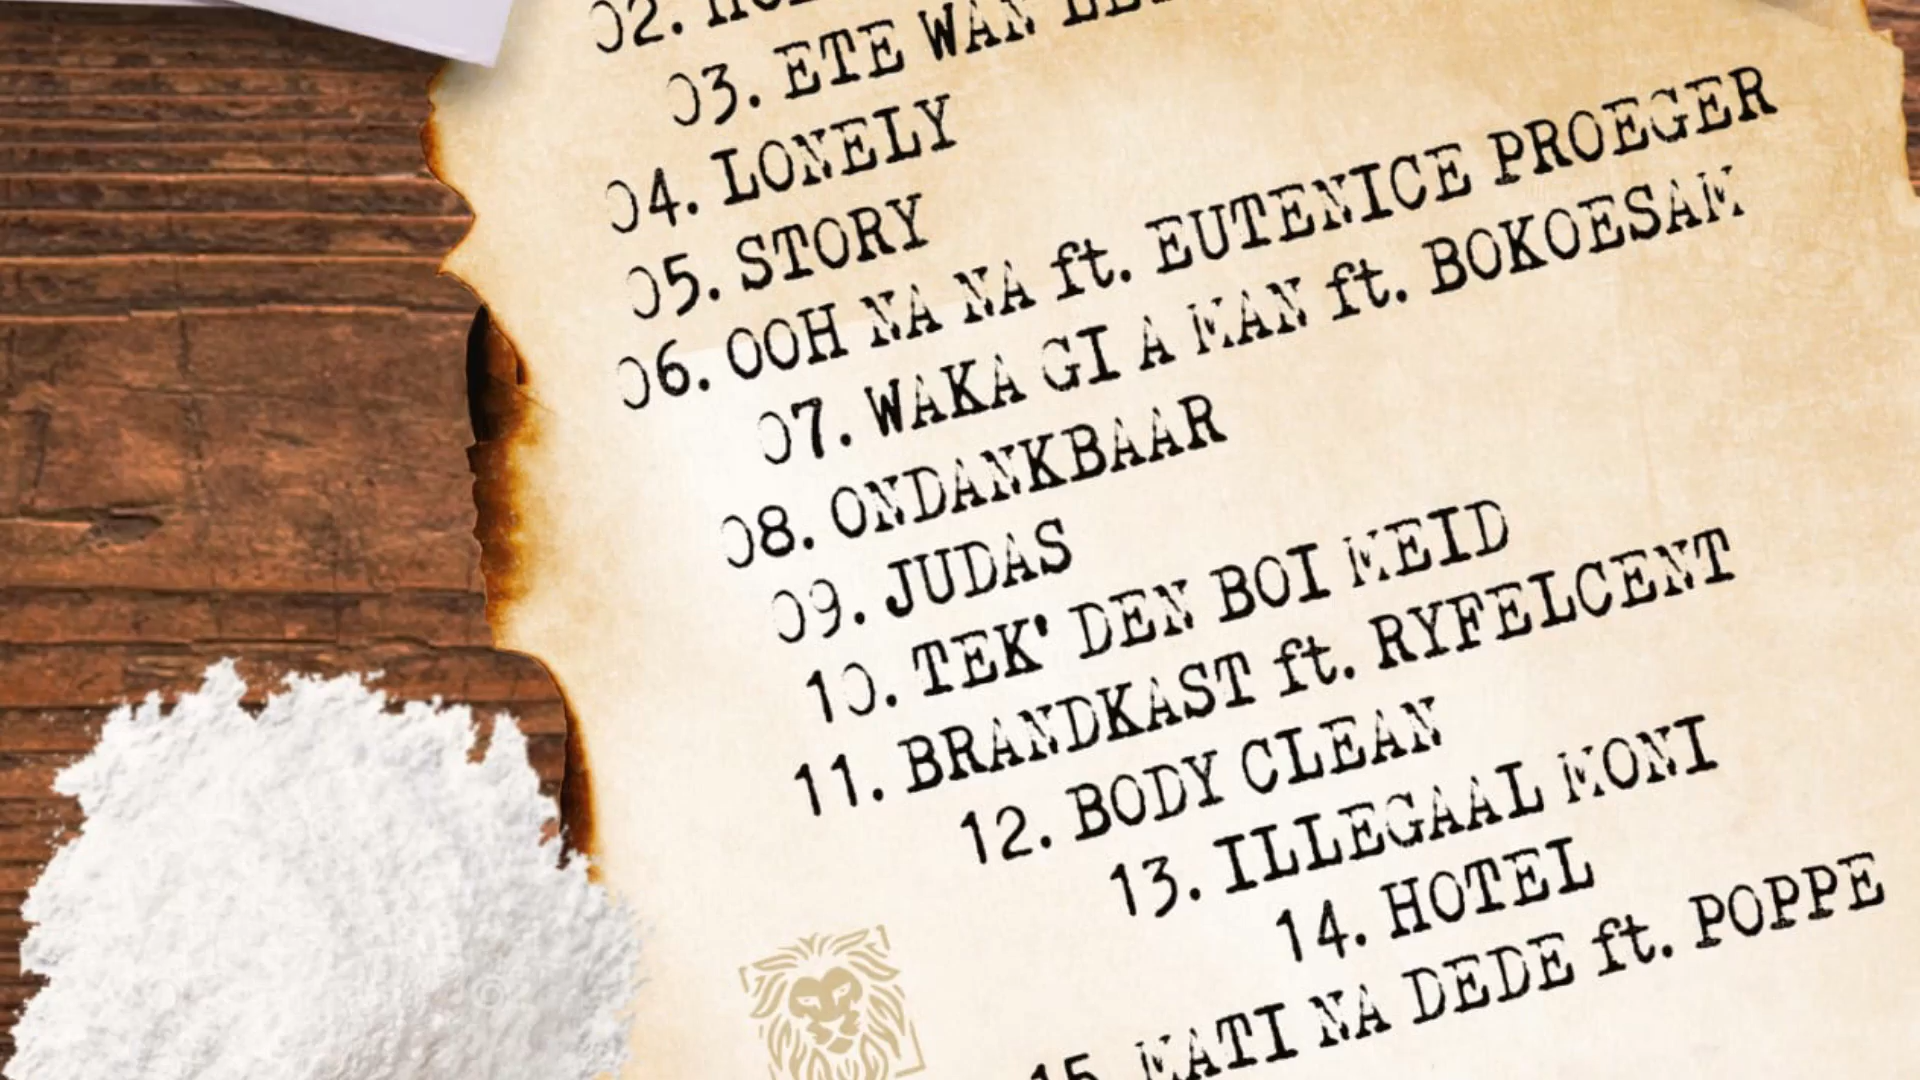 02.
03. ETE WAN
04. LONELY
05. STORY
06. OOH NA NA ft. EUTENICE PROEGER
07. WAKA GI A MAN ft. BOKOESAM
08. ONDANKBAAR
09. JUDAS
10. TEK' DEN BOI MEID
11. BRANDKAST ft. RYFELCENT
12. BODY CLEAN
13. ILLEGAAL MONI
14. HOTEL
15. MATI NA DEDE ft. POPPE